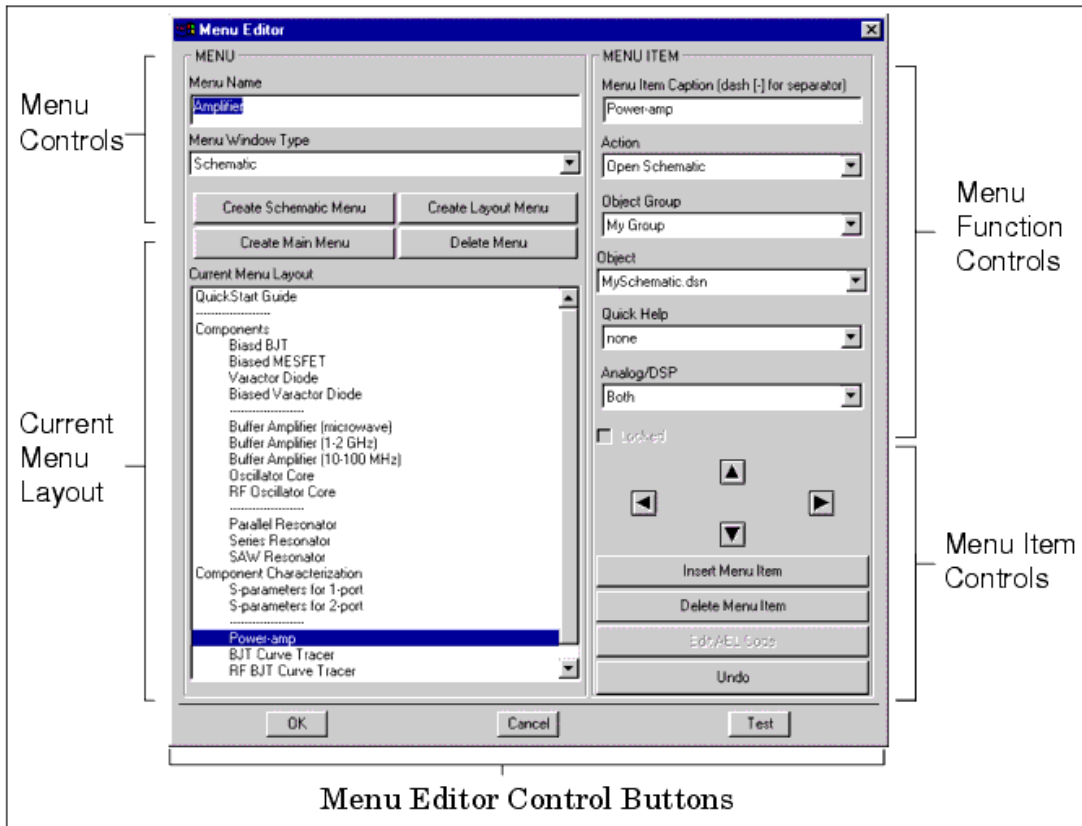 Menu Editor
MENU
Menu Name
Amplifier
Menu Window Type
Schematic
Create Schematic Menu
Create Layout Menu
Create Main Menu
Delete Menu
Current Menu Layout
QuickStart Guide
-----------------------
Components
Biasd BJT
Biased MESFET
Varactor Diode
Biased Varactor Diode
-----------------------
Buffer Amplifier (microwave)
Buffer Amplifier (1-2 GHz)
Buffer Amplifier (10-100 MHz)
Oscillator Core
RF Oscillator Core
-----------------------
Parallel Resonator
Series Resonator
SAW Resonator
Component Characterization
S-parameters for 1-port
S-parameters for 2-port
-----------------------
Power-amp
BJT Curve Tracer
RF BJT Curve Tracer
MENU ITEM
Menu Item Caption (dash [-] for separator)
Power-amp
Action
Open Schematic
Object Group
My Group
Object
MySchematic.dsn
Quick Help
none
Analog/DSP
Both
Locked
Insert Menu Item
Delete Menu Item
Edit AEL Code
Undo
OK
Cancel
Test
Menu
Controls
Current
Menu
Layout
Menu
Function
Controls
Menu Item
Controls
Menu Editor Control Buttons